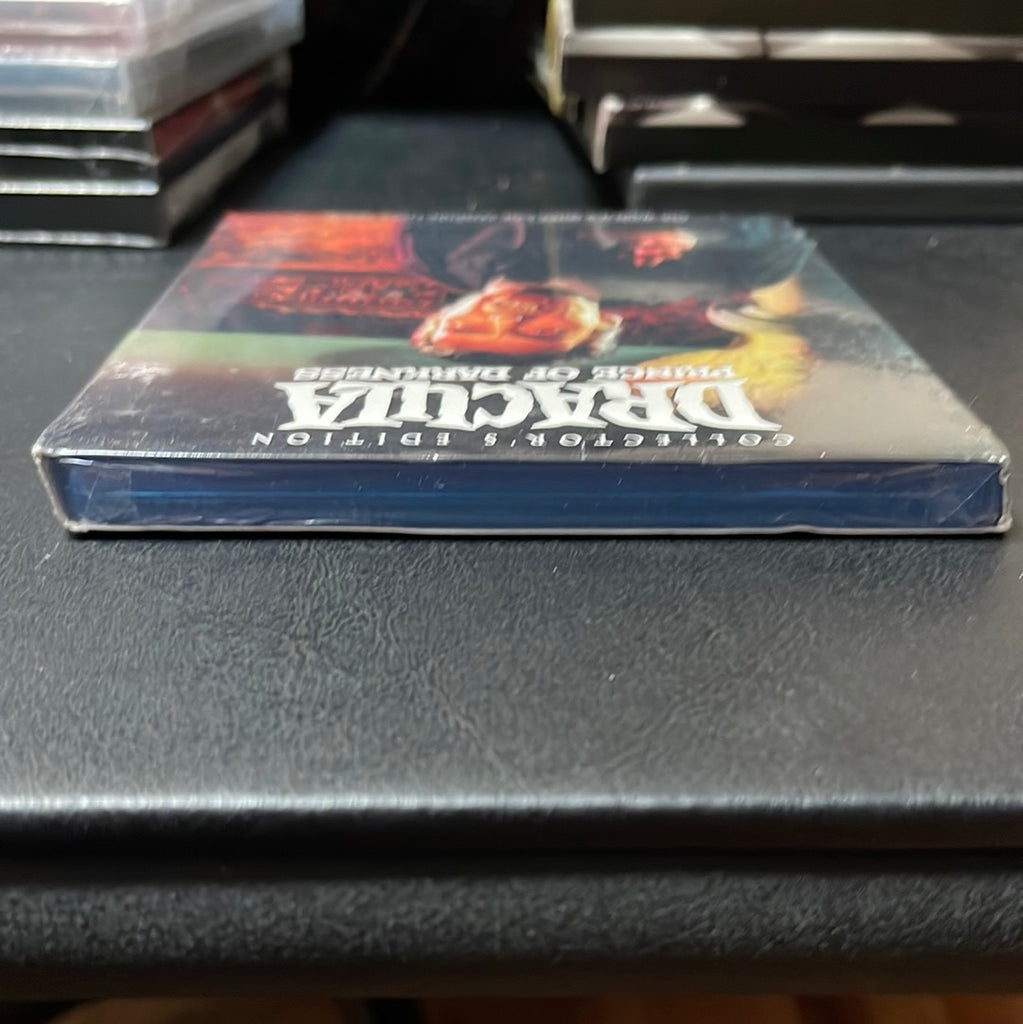 COLLECTOR'S EDITION
DRACULA
PRINCE OF DARKNESS